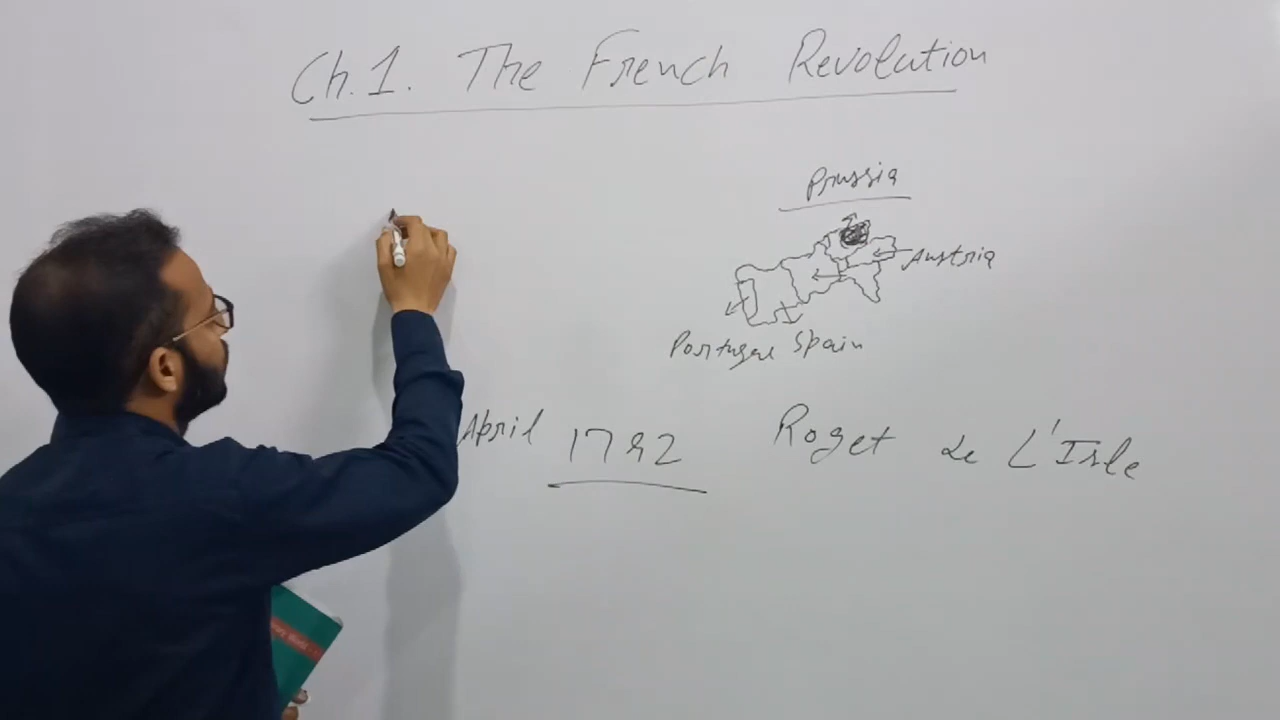 Ch.1. The French Revolution
Prussia
Austria
Portugal Spain
April 1792 Roget de L'Isle